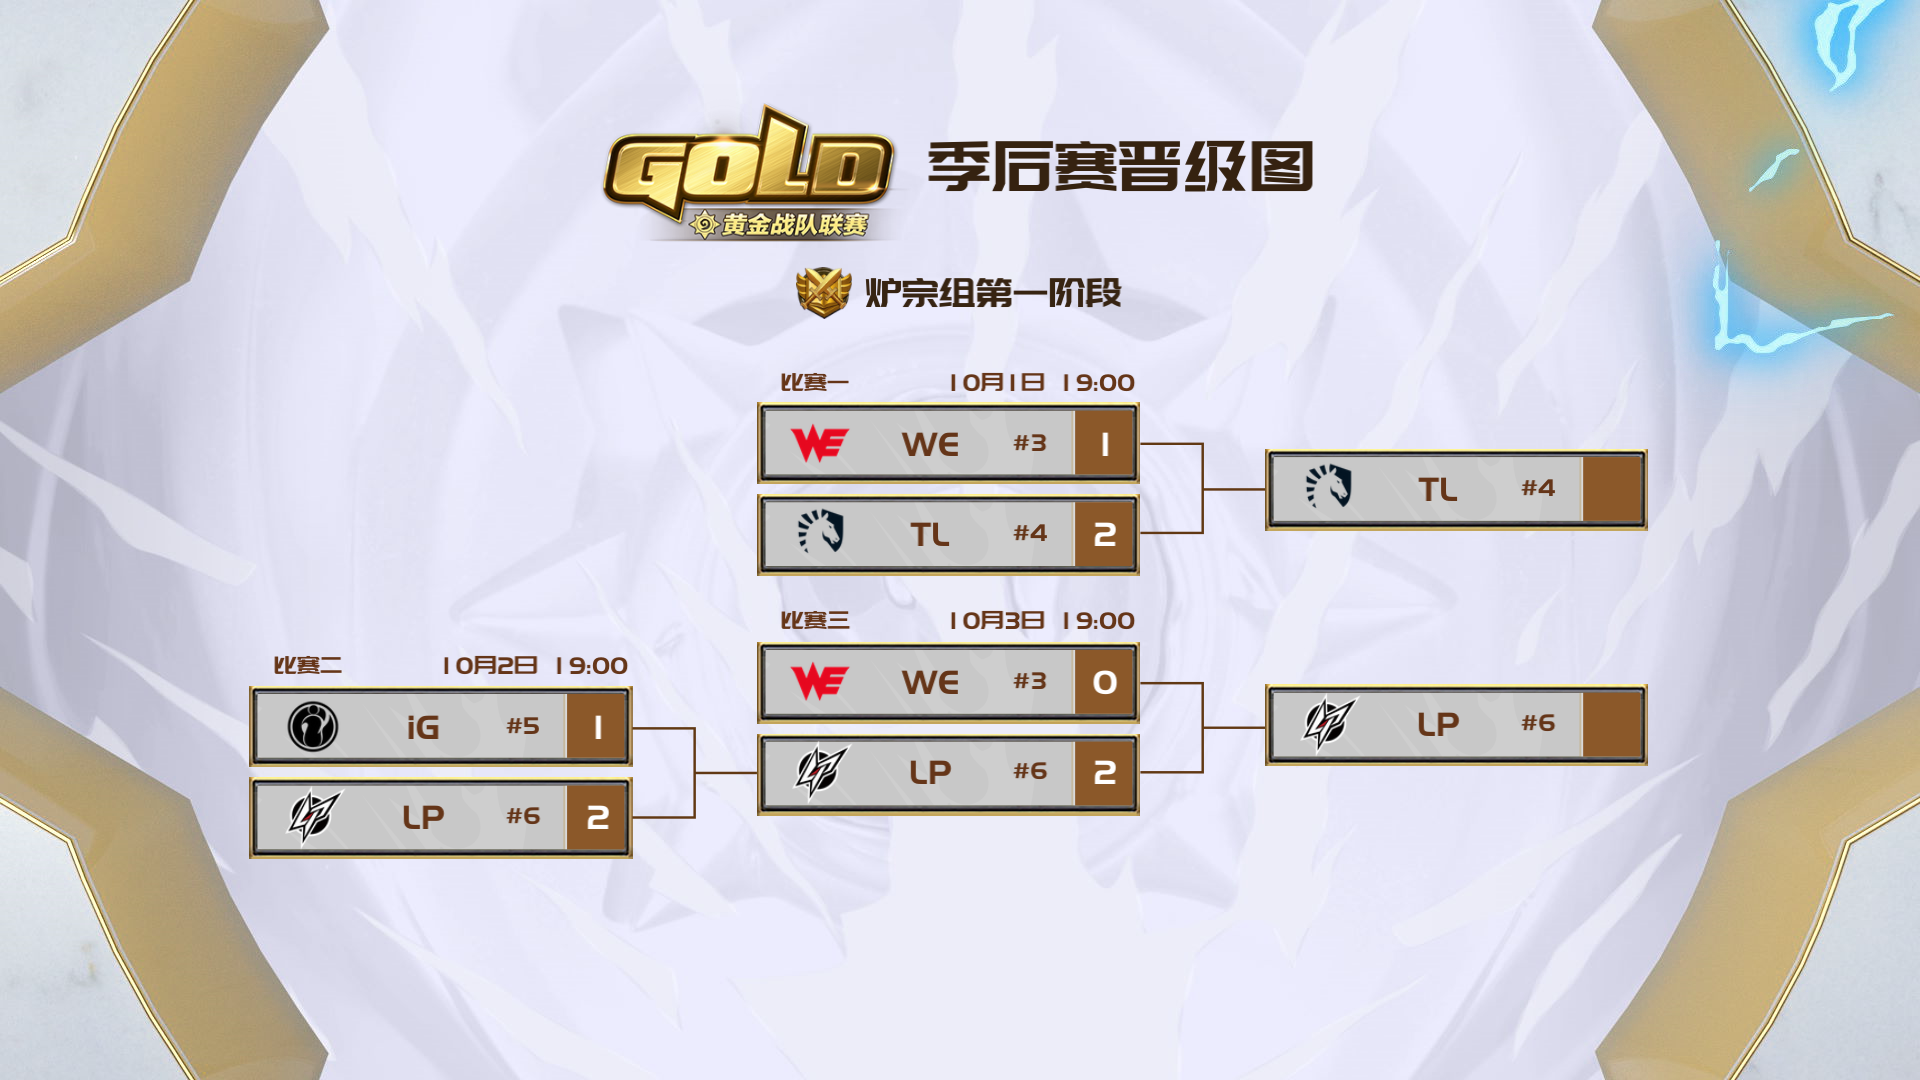 GOLD 季后赛晋级图
黄金战队联赛
炉宗组第一阶段
比赛一 10月1日 19:00
WE WE #3 1
TL #4 2
TL #4
比赛三 10月3日 19:00
WE WE #3 0
LP LP #6 2
LP LP #6
比赛二 10月2日 19:00
iG #5 1
LP LP #6 2